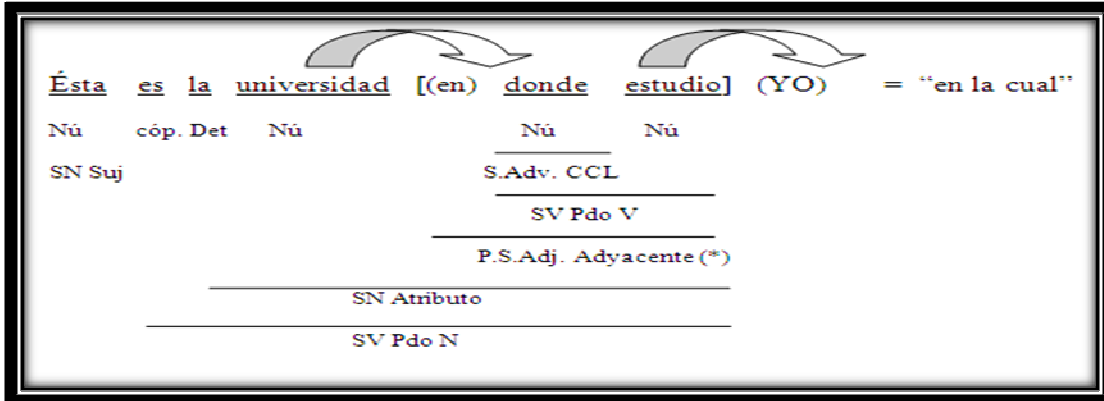 Ésta es la universidad [(en) donde estudio] (YO) = “en la cual”
Nú cóp. Det Nú Nú Nú
SN Suj S.Adv. CCL
SV Pdo V
P.S.Adj. Adyacente (*)
SN Atributo
SV Pdo N